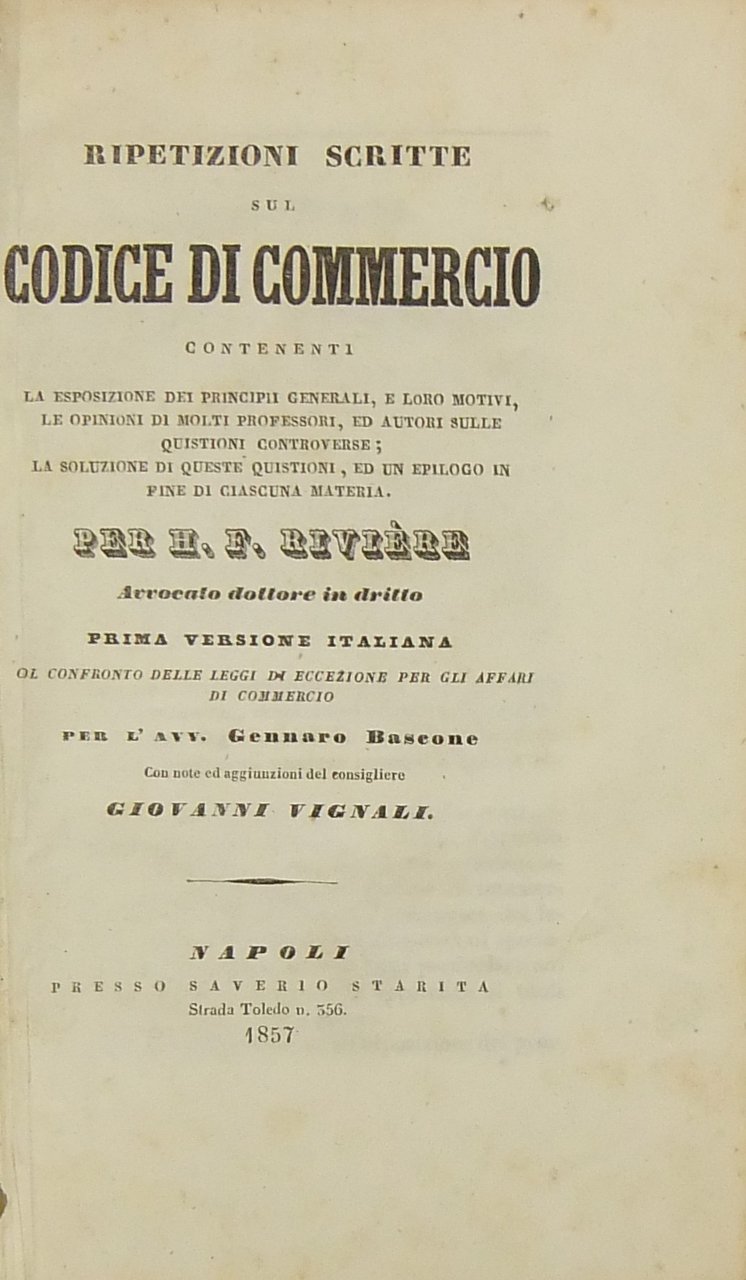 RIPETIZIONI SCRITTE
SUL
CODICE DI COMMERCIO
CONTENENTI
LA ESPOSIZIONE DEI PRINCIPII GENERALI, E LORO MOTIVI,
LE OPINIONI DI MOLTI PROFESSORI, ED AUTORI SULLE
QUISTIONI CONTROVERSE;
LA SOLUZIONE DI QUESTE QUISTIONI, ED UN EPILOGO IN
FINE DI CIASCUNA MATERIA.
PER H. F. RIVIÈRE
Avvocato dottore in dritto
PRIMA VERSIONE ITALIANA
OL CONFRONTO DELLE LEGGI DI ECCEZIONE PER GLI AFFARI
DI COMMERCIO
PER L' AVV. Gennaro Bascone
Con note ed aggiunzioni del consigliere
GIOVANNI VIGNALI.
NAPOLI
PRESSO SAVERIO STARITA
Strada Toledo n. 356.
1857